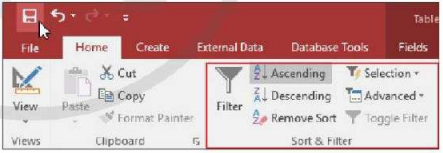 Table
File Home Create External Data Database Tools Fields
Cut Ascending Selection
Copy Descending Advanced
View Paste Format Painter Filter Remove Sort Toggle Filter
Views Clipboard Sort & Filter